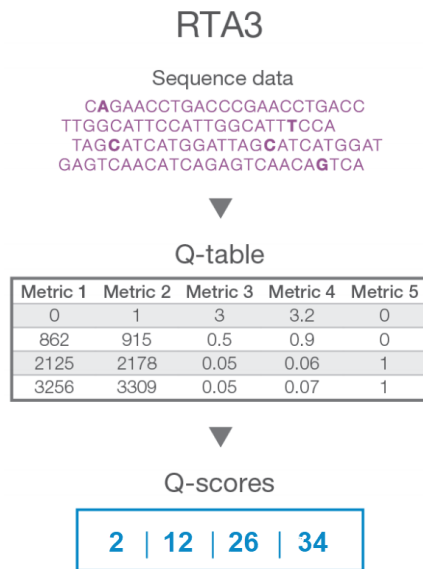 RTA3
Sequence data
CAGAACCTGACCCGAACCTGACC
TTGGCATTCCATTGGCATTTCCA
TAGCATCATGGATTAGCATCATGGAT
GAGTCAACATCAGAGTCAACAGTCA
Q-table
Metric 1 Metric 2 Metric 3 Metric 4 Metric 5
0 1 3 3.2 0
862 915 0.5 0.9 0
2125 2178 0.05 0.06 1
3256 3309 0.05 0.07 1
Q-scores
2 | 12 | 26 | 34